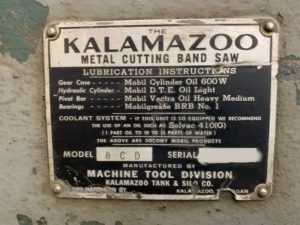 THE
KALAMAZOO
METAL CUTTING BAND SAW
LUBRICATION INSTRUCTIONS
Gear Case ----- Mobil Cylinder Oil 600W
Hydraulic Cylinder - Mobil D.T.E. Oil Light
Pivot Bar ----- Mobil Vactra Oil Heavy Medium
Bearings ----- Mobilgrease BRB No. 1
COOLANT SYSTEM - IF THIS UNIT IS SO EQUIPPED WE RECOMMEND
THE USE OF AN OIL SUCH AS Solvac 410(G)
(1 PART OIL TO 10 TO 15 PARTS OF WATER)
THE ABOVE ARE SOCONY MOBIL PRODUCTS
MODEL 8CD SERIAL
MANUFACTURED BY
MACHINE TOOL DIVISION
KALAMAZOO TANK & SILO CO.
HARRISON ST KALAMAZOO,